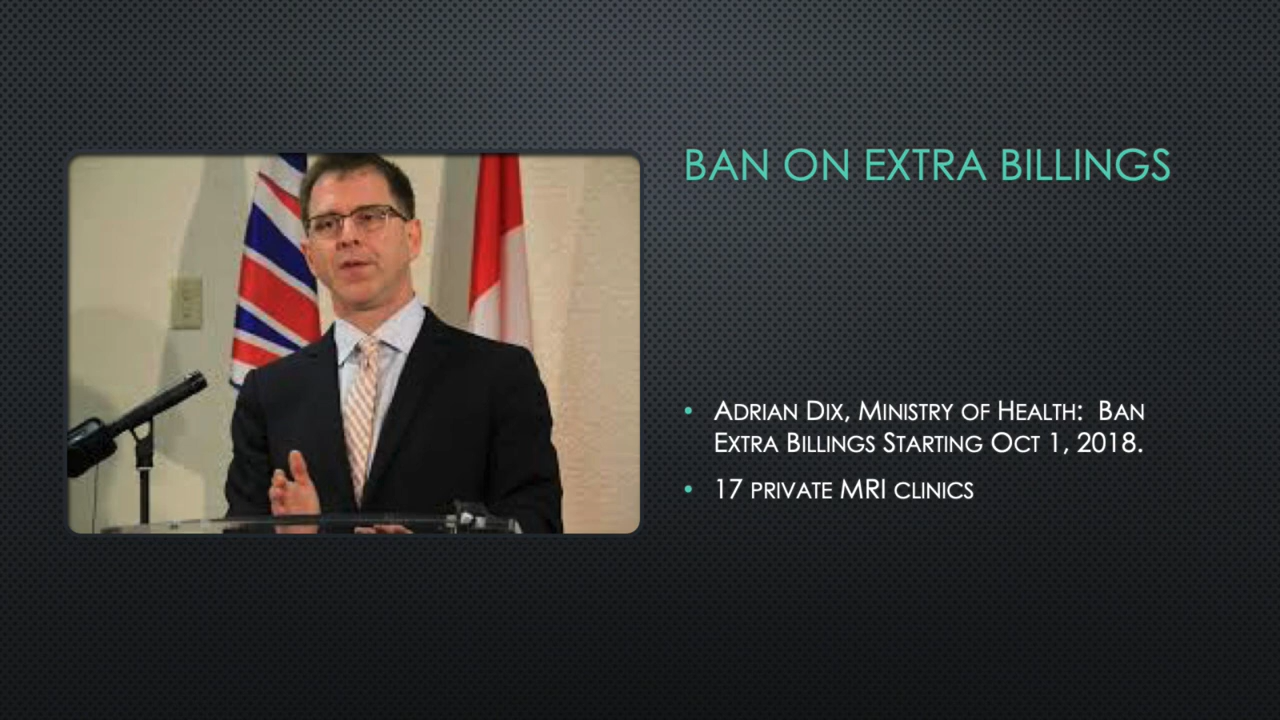 BAN ON EXTRA BILLINGS
• ADRIAN DIX, MINISTRY OF HEALTH:  BAN
EXTRA BILLINGS STARTING OCT 1, 2018.
• 17 PRIVATE MRI CLINICS